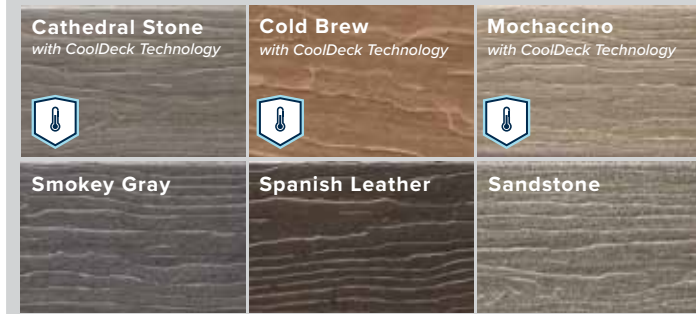 Cathedral Stone
with CoolDeck Technology
Cold Brew
with CoolDeck Technology
Mochaccino
with CoolDeck Technology
Smokey Gray
Spanish Leather
Sandstone